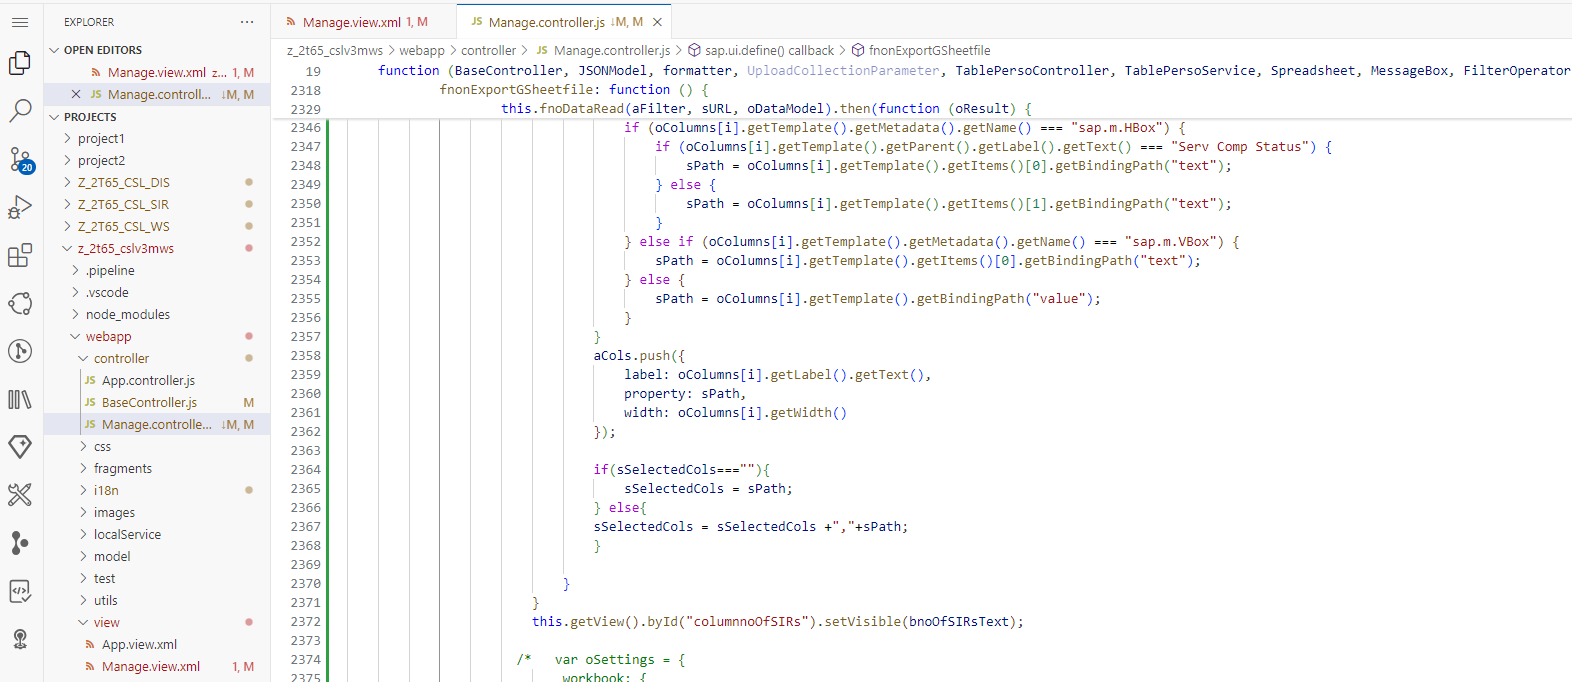 EXPLORER
···
OPEN EDITORS
Manage.view.xml z... 1, M
JS Manage.controll... ↓M, M
PROJECTS
project1
project2
Z_2T65_CSL_DIS
Z_2T65_CSL_SIR
Z_2T65_CSL_WS
z_2t65_cslv3mws
.pipeline
.vscode
node_modules
webapp
controller
JS App.controller.js
JS BaseController.js M
JS Manage.controlle... ↓M, M
css
fragments
i18n
images
localService
model
test
utils
view
App.view.xml
Manage.view.xml 1, M
20
Manage.view.xml 1, M
JS Manage.controller.js ↓M, M
z_2t65_cslv3mws > webapp > controller > JS Manage.controller.js > sap.ui.define() callback > fnonExportGSheetfile
19 function (BaseController, JSONModel, formatter, UploadCollectionParameter, TablePersoController, TablePersoService, Spreadsheet, MessageBox, FilterOperator
2318 fnonExportGSheetfile: function () {
2329 this.fnoDataRead(aFilter, sURL, oDataModel).then(function (oResult) {
2346 if (oColumns[i].getTemplate().getMetadata().getName() === "sap.m.HBox") {
2347 if (oColumns[i].getTemplate().getParent().getLabel().getText() === "Serv Comp Status") {
2348 sPath = oColumns[i].getTemplate().getItems()[0].getBindingPath("text");
2349 } else {
2350 sPath = oColumns[i].getTemplate().getItems()[1].getBindingPath("text");
2351 }
2352 } else if (oColumns[i].getTemplate().getMetadata().getName() === "sap.m.VBox") {
2353 sPath = oColumns[i].getTemplate().getItems()[0].getBindingPath("text");
2354 } else {
2355 sPath = oColumns[i].getTemplate().getBindingPath("value");
2356 }
2357 }
2358 aCols.push({
2359 label: oColumns[i].getLabel().getText(),
2360 property: sPath,
2361 width: oColumns[i].getWidth()
2362 });
2363
2364 if(sSelectedCols===""){
2365 sSelectedCols = sPath;
2366 } else{
2367 sSelectedCols = sSelectedCols +","+sPath;
2368 }
2369
2370 }
2371 }
2372 this.getView().byId("columnnoOfSIRs").setVisible(bnoOfSIRsText);
2373
2374 /* var oSettings = {
2375 workbook: {